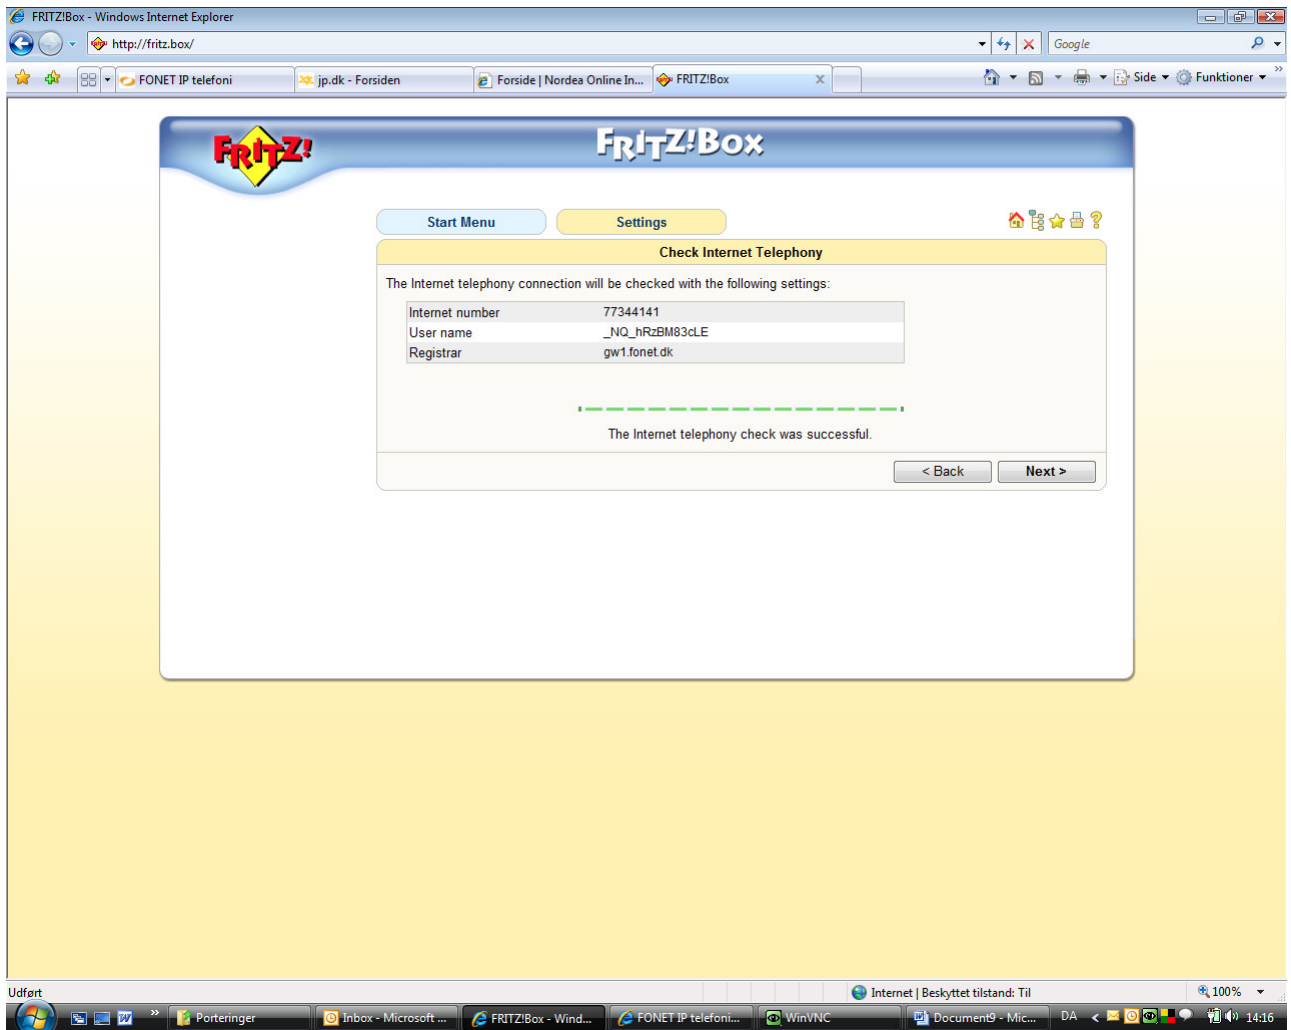 FRITZ!Box - Windows Internet Explorer
http://fritz.box/
Google
FONET IP telefoni
jp.dk - Forsiden
Forside | Nordea Online In...
FRITZ!Box
Side
Funktioner
FRITZ!
FRITZ!Box
Start Menu
Settings
Check Internet Telephony
The Internet telephony connection will be checked with the following settings:
Internet number 77344141
User name _NQ_hRzBM83cLE
Registrar gw1.fonet.dk
The Internet telephony check was successful.
< Back
Next >
Udført
Internet | Beskyttet tilstand: Til
100%
Porteringer
Inbox - Microsoft ...
FRITZ!Box - Wind...
FONET IP telefoni...
WinVNC
Document9 - Mic...
DA
14:16